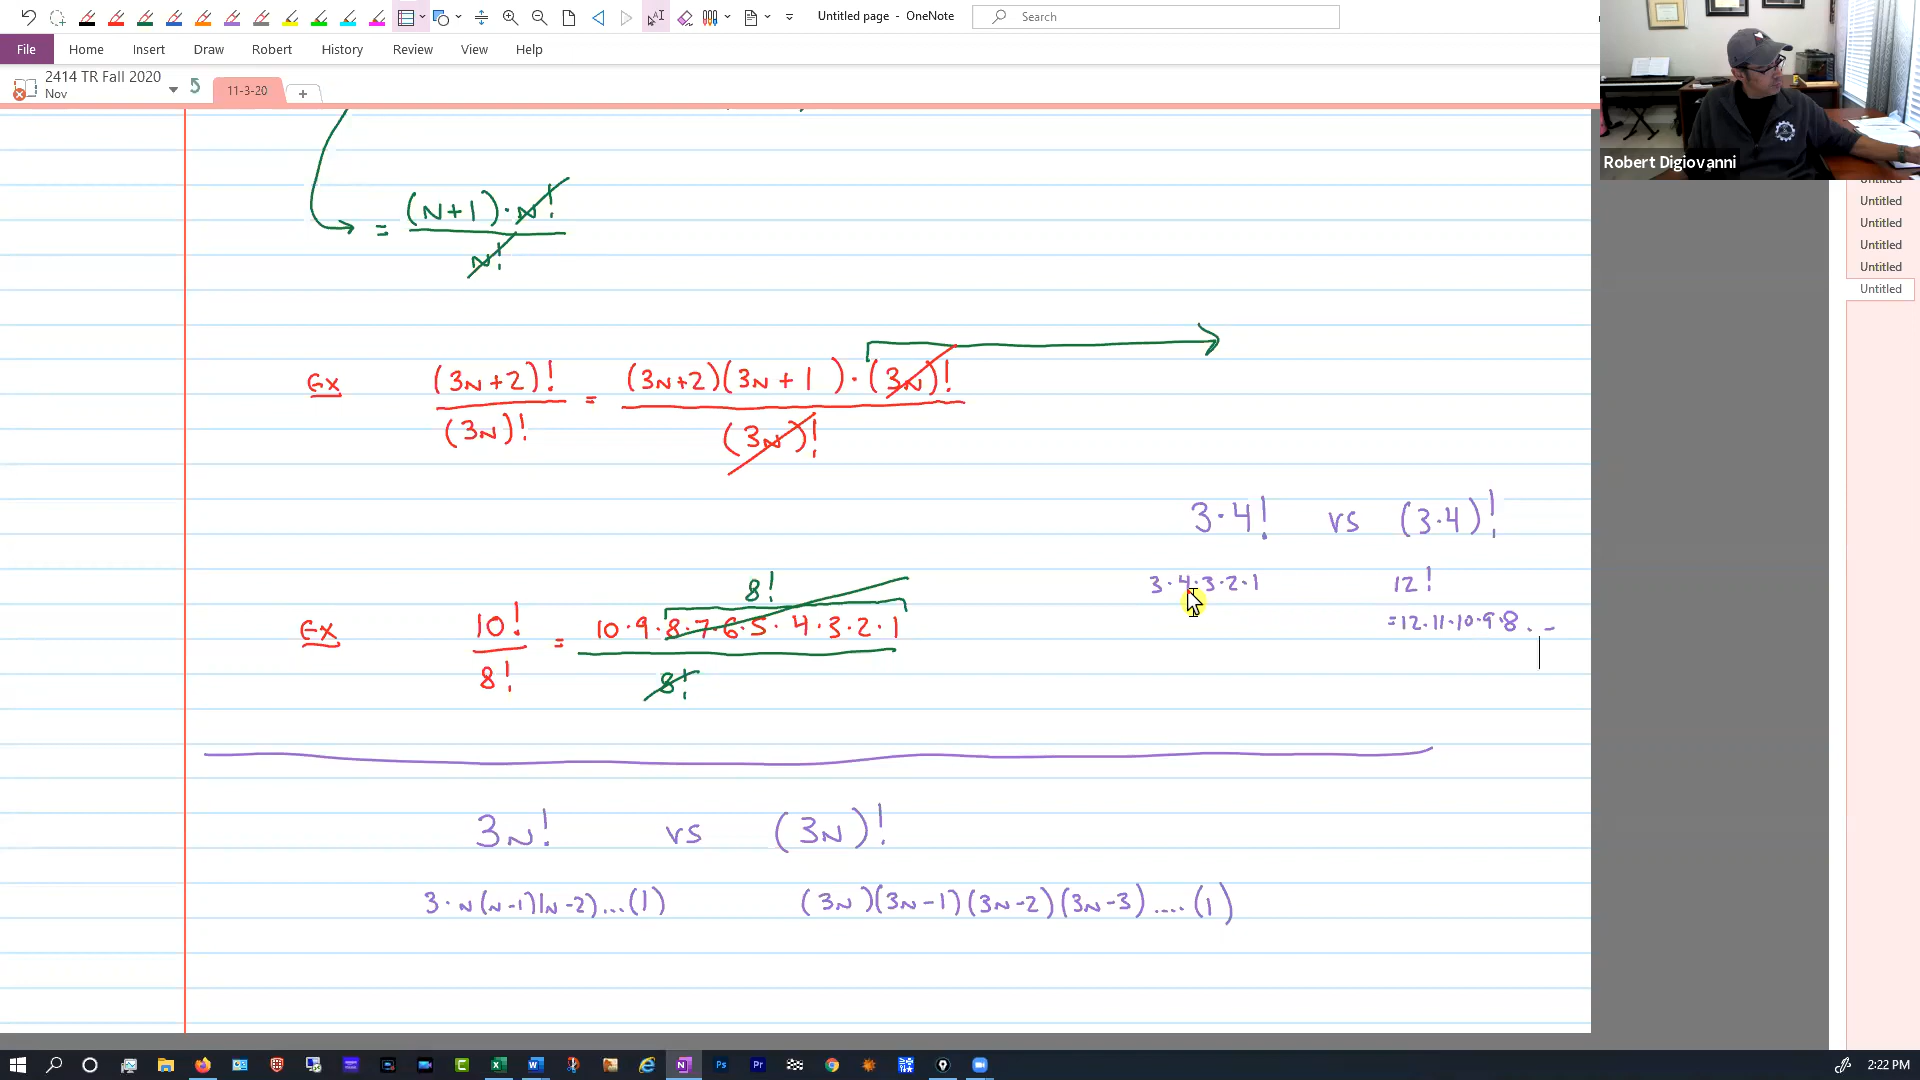 Untitled page - OneNote
Search
File Home Insert Draw Robert History Review View Help
2414 TR Fall 2020
Nov
11-3-20
Robert Digiovanni
Untitled
Untitled
Untitled
Untitled
Untitled
= (N+1) · N!
N!
Ex (3N+2)! = (3N+2)(3N+1) · (3N)!
(3N)! (3N)!
3·4! vs (3·4)!
3·4·3·2·1 12!
=12·11·10·9·8...
8!
Ex 10! = 10·9·8·7·6·5·4·3·2·1
8! 8!
3N! vs (3N)!
3·N(N-1)(N-2)...(1) (3N)(3N-1)(3N-2)(3N-3)....(1)
2:22 PM